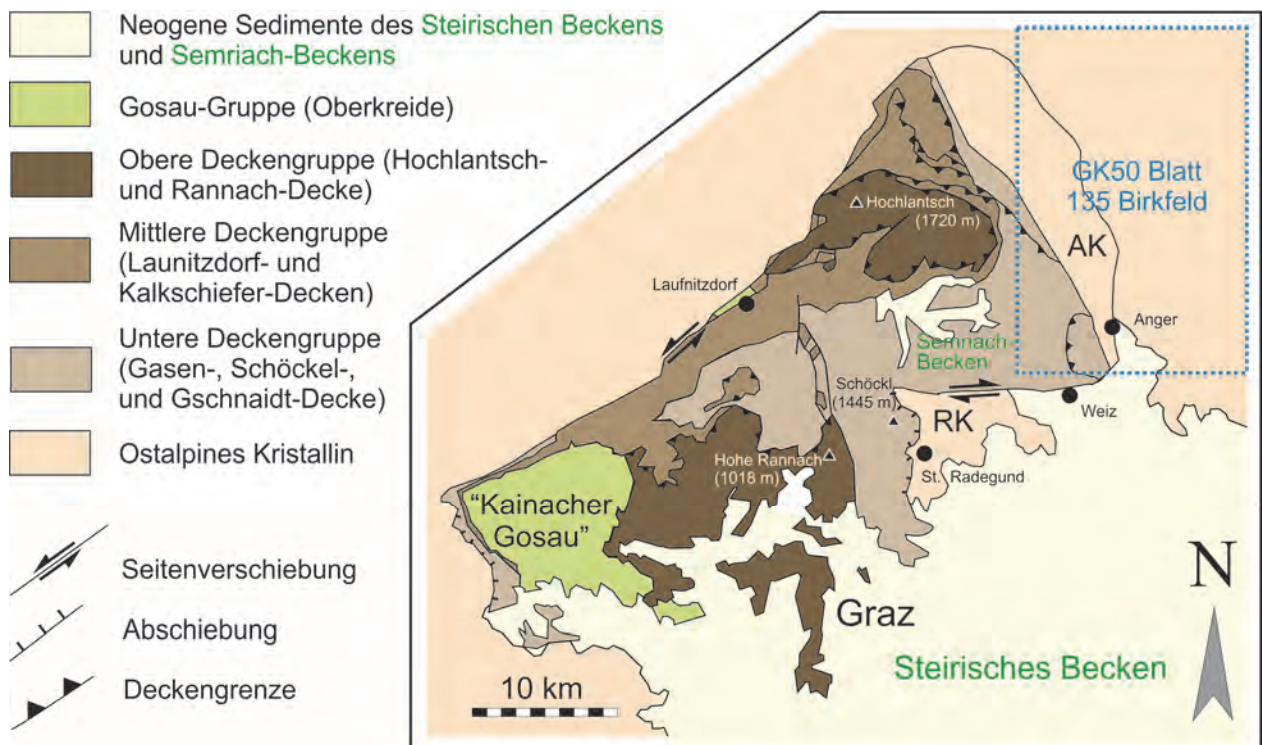 Neogene Sedimente des Steirischen Beckens
und Semriach-Beckens
Gosau-Gruppe (Oberkreide)
Obere Deckengruppe (Hochlantsch-
und Rannach-Decke)
Mittlere Deckengruppe
(Launitzdorf- und
Kalkschiefer-Decken)
Untere Deckengruppe
(Gasen-, Schöckel-,
und Gschnaidt-Decke)
Ostalpines Kristallin
Seitenverschiebung
Abschiebung
Deckengrenze
GK50 Blatt
135 Birkfeld
Hochlantsch
(1720 m)
AK
Laufnitzdorf
Anger
Semnach-
Becken
Schöckl
(1445 m)
Weiz
RK
Hohe Rannach
(1018 m)
St. Radegund
"Kainacher
Gosau"
N
Graz
Steirisches Becken
10 km